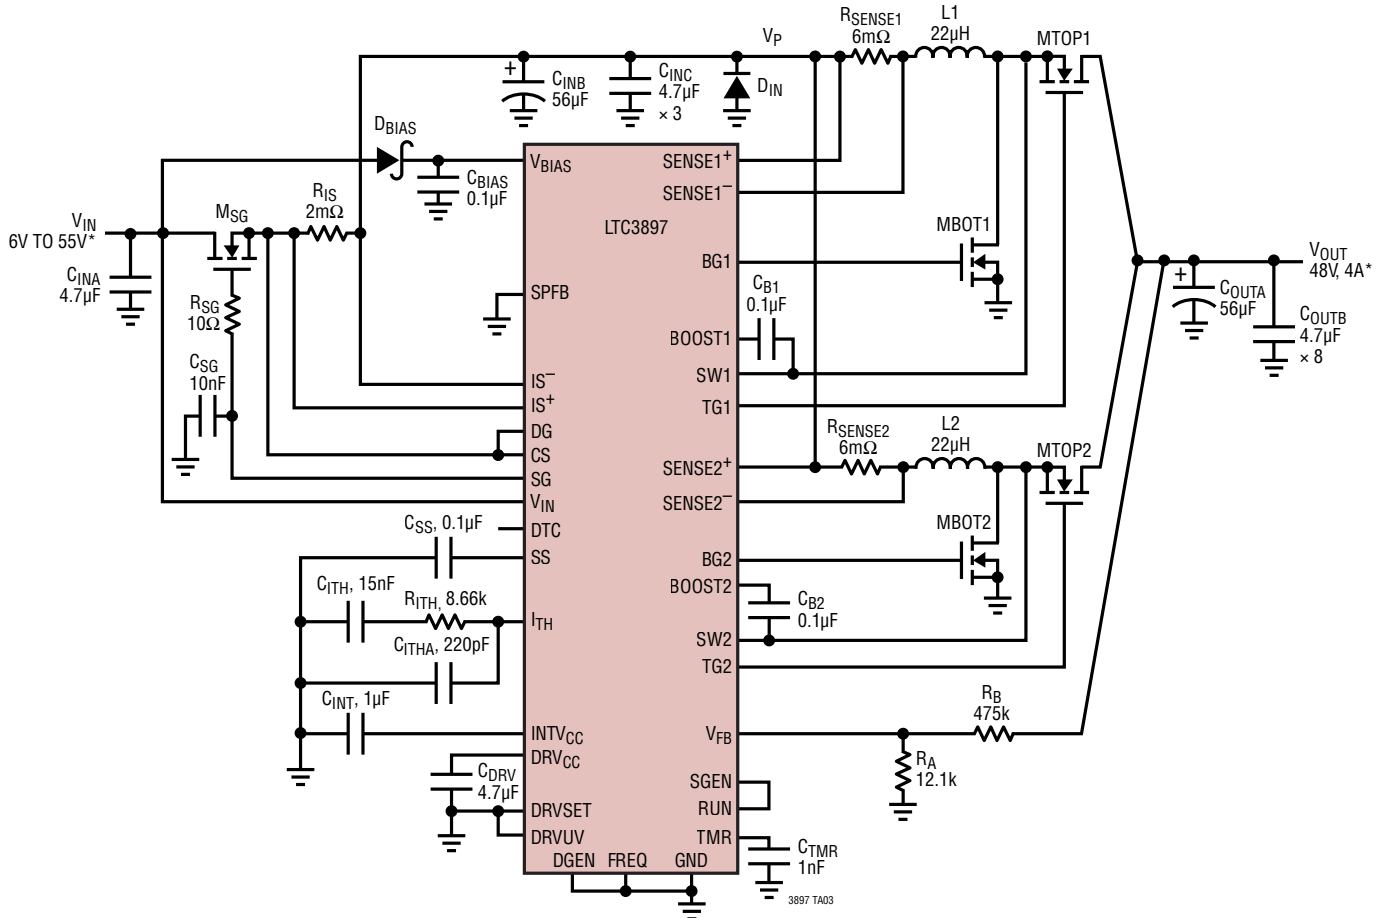 V_P
R_SENSE1
6mΩ
L1
22µH
MTOP1
+
C_INB
56µF
C_INC
4.7µF
× 3
D_IN
D_BIAS
V_BIAS
C_BIAS
0.1µF
SENSE1+
SENSE1–
LTC3897
V_IN
6V TO 55V*
C_INA
4.7µF
M_SG
R_IS
2mΩ
R_SG
10Ω
C_SG
10nF
SPFB
IS–
IS+
DG
CS
SG
V_IN
DTC
SS
I_TH
INTV_CC
DRV_CC
DRVSET
DRVUV
DGEN
FREQ
GND
BG1
MBOT1
C_B1
0.1µF
BOOST1
SW1
TG1
V_OUT
48V, 4A*
+
C_OUTA
56µF
C_OUTB
4.7µF
× 8
R_SENSE2
6mΩ
L2
22µH
MTOP2
SENSE2+
SENSE2–
BG2
MBOT2
BOOST2
C_B2
0.1µF
SW2
TG2
C_SS, 0.1µF
C_ITH, 15nF
R_ITH, 8.66k
C_ITHA, 220pF
C_INT, 1µF
C_DRV
4.7µF
V_FB
R_B
475k
R_A
12.1k
SGEN
RUN
TMR
C_TMR
1nF
3897 TA03